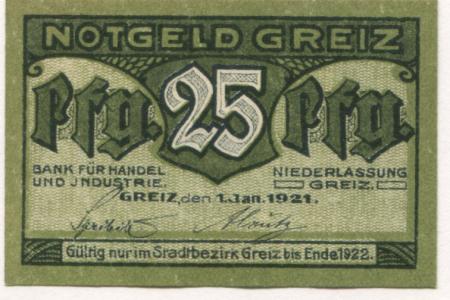 NOTGELD GREIZ
Pfg. 25 Pfg.
BANK FÜR HANDEL NIEDERLASSUNG
UND JNDUSTRIE. GREIZ.
GREIZ, den 1. Jan. 1921.
Gültig nur im Stadtbezirk Greiz bis Ende 1922.